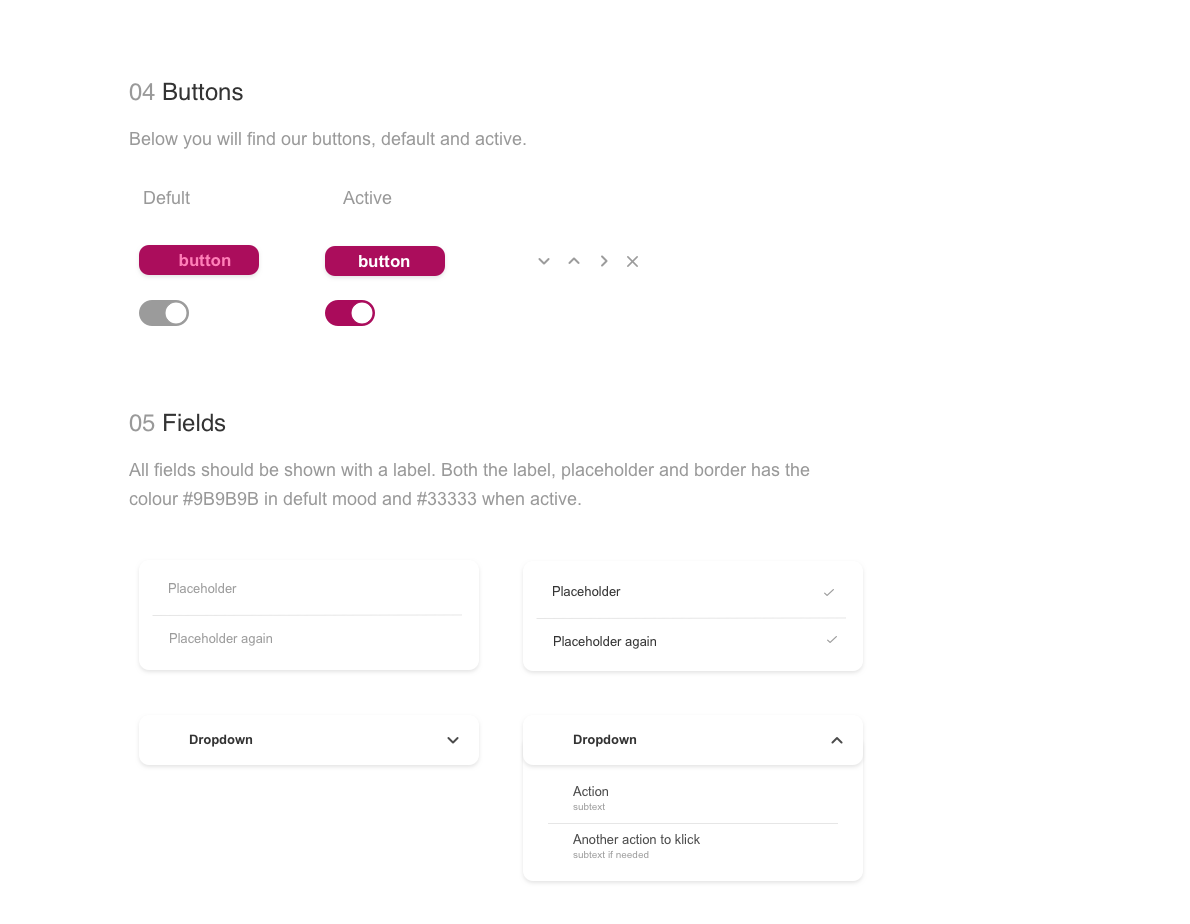 04 Buttons
Below you will find our buttons, default and active.
Defult
Active
button
button
05 Fields
All fields should be shown with a label. Both the label, placeholder and border has the
colour #9B9B9B in defult mood and #33333 when active.
Placeholder
Placeholder again
Placeholder
Placeholder again
Dropdown
Dropdown
Action
subtext
Another action to klick
subtext if needed